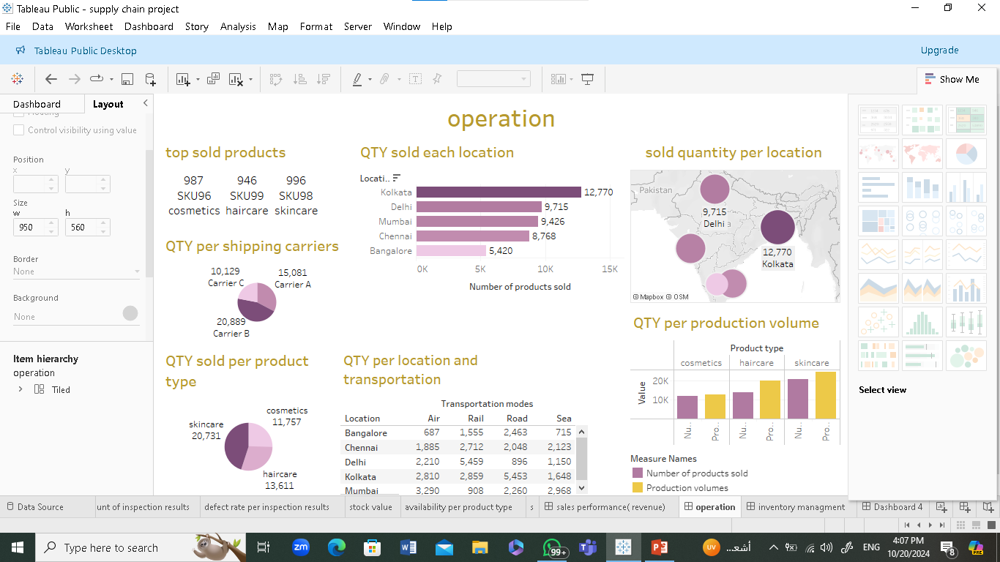 Tableau Public - supply chain project
File Data Worksheet Dashboard Story Analysis Map Format Server Window Help
Tableau Public Desktop
Upgrade
Show Me
Dashboard Layout
Control visibility using value
Position
x y
Size
w h
950 560
Border
None
Background
None
Item hierarchy
operation
Tiled
operation
top sold products
987 946 996
SKU96 SKU99 SKU98
cosmetics haircare skincare
QTY per shipping carriers
10,129
Carrier C
15,081
Carrier A
20,889
Carrier B
QTY sold per product
type
cosmetics
11,757
skincare
20,731
haircare
13,611
QTY sold each location
Locati..
Kolkata 12,770
Delhi 9,715
Mumbai 9,426
Chennai 8,768
Bangalore 5,420
0K 5K 10K 15K
Number of products sold
QTY per location and
transportation
Transportation modes
Location Air Rail Road Sea
Bangalore 687 1,555 2,463 715
Chennai 1,885 2,712 2,048 2,123
Delhi 2,210 5,459 896 1,150
Kolkata 2,810 2,859 5,453 1,648
Mumbai 3,290 908 2,260 2,968
sold quantity per location
Pakistan
9,715
Delhi
12,770
Kolkata
© Mapbox © OSM
QTY per production volume
Product type
cosmetics haircare skincare
Value
20K
10K
Nu.. Pro.. Nu.. Pro.. Nu.. Pro..
Measure Names
Number of products sold
Production volumes
Select view
Data Source unt of inspection results defect rate per inspection results stock value availability per product type s sales performance( revenue) operation inventory managment Dashboard 4
Type here to search
zm
99+
UV
أشع...
ENG
4:07 PM
10/20/2024
8
PRE